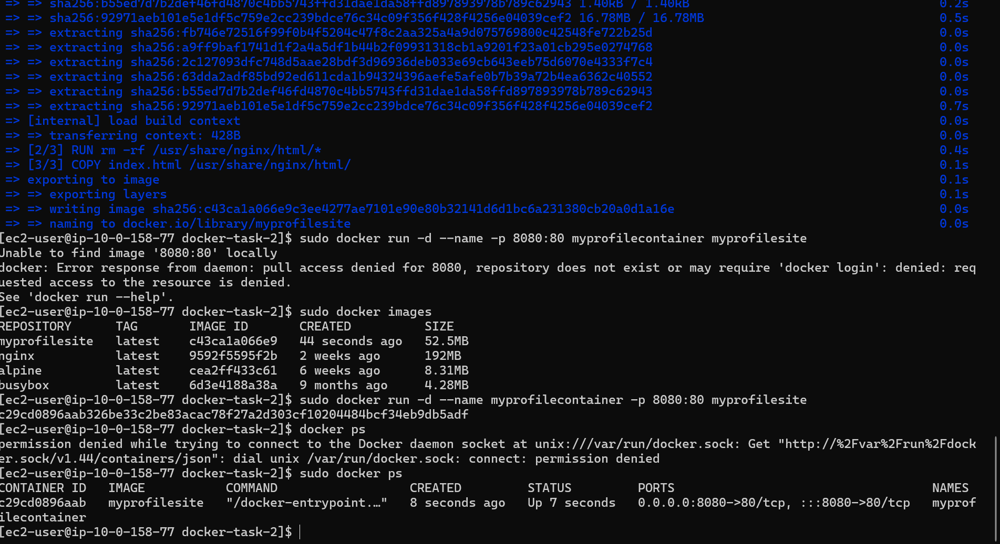 => => sha256:b55ed7d7b2def46fd4870c4bb5743ffd31dae1da58ffd897893978b789c62943 1.40kB / 1.40kB 0.2s
=> => sha256:92971aeb101e5e1df5c759e2cc239bdce76c34c09f356f428f4256e04039cef2 16.78MB / 16.78MB 0.5s
=> => extracting sha256:fb746e72516f99f0b4f5204c47f8c2aa325a4a9d075769800c42548fe722b25d 0.0s
=> => extracting sha256:a9ff9baf1741d1f2a4a5df1b44b2f09931318cb1a9201f23a01cb295e0274768 0.0s
=> => extracting sha256:2c127093dfc748d5aae28bdf3d96936deb033e69cb643eeb75d6070e4333f7c4 0.0s
=> => extracting sha256:63dda2adf85bd92ed611cda1b94324396aefe5afe0b7b39a72b4ea6362c40552 0.0s
=> => extracting sha256:b55ed7d7b2def46fd4870c4bb5743ffd31dae1da58ffd897893978b789c62943 0.0s
=> => extracting sha256:92971aeb101e5e1df5c759e2cc239bdce76c34c09f356f428f4256e04039cef2 0.7s
=> [internal] load build context 0.0s
=> => transferring context: 428B 0.0s
=> [2/3] RUN rm -rf /usr/share/nginx/html/* 0.4s
=> [3/3] COPY index.html /usr/share/nginx/html/ 0.1s
=> exporting to image 0.1s
=> => exporting layers 0.1s
=> => writing image sha256:c43ca1a066e9c3ee4277ae7101e90e80b32141d6d1bc6a231380cb20a0d1a16e 0.0s
=> => naming to docker.io/library/myprofilesite 0.0s
[ec2-user@ip-10-0-158-77 docker-task-2]$ sudo docker run -d --name -p 8080:80 myprofilecontainer myprofilesite
Unable to find image '8080:80' locally
docker: Error response from daemon: pull access denied for 8080, repository does not exist or may require 'docker login': denied: req
uested access to the resource is denied.
See 'docker run --help'.
[ec2-user@ip-10-0-158-77 docker-task-2]$ sudo docker images
REPOSITORY TAG IMAGE ID CREATED SIZE
myprofilesite latest c43ca1a066e9 44 seconds ago 52.5MB
nginx latest 9592f5595f2b 2 weeks ago 192MB
alpine latest cea2ff433c61 6 weeks ago 8.31MB
busybox latest 6d3e4188a38a 9 months ago 4.28MB
[ec2-user@ip-10-0-158-77 docker-task-2]$ sudo docker run -d --name myprofilecontainer -p 8080:80 myprofilesite
c29cd0896aab326be33c2be83acac78f27a2d303cf10204484bcf34eb9db5adf
[ec2-user@ip-10-0-158-77 docker-task-2]$ docker ps
permission denied while trying to connect to the Docker daemon socket at unix:///var/run/docker.sock: Get "http://%2Fvar%2Frun%2Fdock
er.sock/v1.44/containers/json": dial unix /var/run/docker.sock: connect: permission denied
[ec2-user@ip-10-0-158-77 docker-task-2]$ sudo docker ps
CONTAINER ID IMAGE COMMAND CREATED STATUS PORTS NAMES
c29cd0896aab myprofilesite "/docker-entrypoint.…" 8 seconds ago Up 7 seconds 0.0.0.0:8080->80/tcp, :::8080->80/tcp myprof
ilecontainer
[ec2-user@ip-10-0-158-77 docker-task-2]$